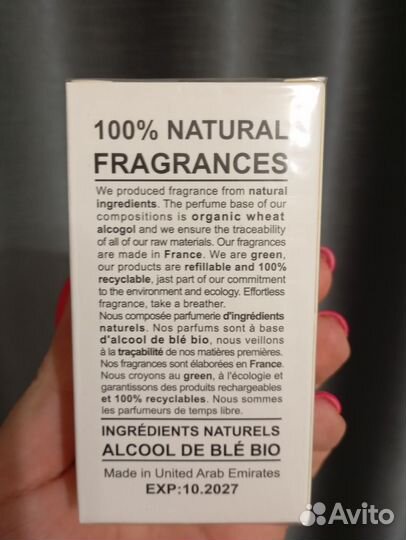 100% NATURAL
FRAGRANCES
We produced fragrance from natural
ingredients. The perfume base of our
compositions is organic wheat
alcogol and we ensure the traceability
of all of our raw materials. Our fragrances
are made in France. We are green,
our products are refillable and 100%
recyclable, jast part of our commitment
to the environment and ecology. Effortless
fragrance, take a breather.
Nous composée parfumerie d'ingrédients
naturels. Nos parfums sont à base
d'alcool de blé bio, nous veillons
à la traçabilité de nos matières premières.
Nos fragrances sont élaborées en France.
Nous croyons au green, à l'écologie et
garantissons des produits rechargeables
et 100% recyclables. Nous sommes
les parfumeurs de temps libre.
INGRÉDIENTS NATURELS
ALCOOL DE BLÉ BIO
Made in United Arab Emirates
EXP:10.2027
Avito